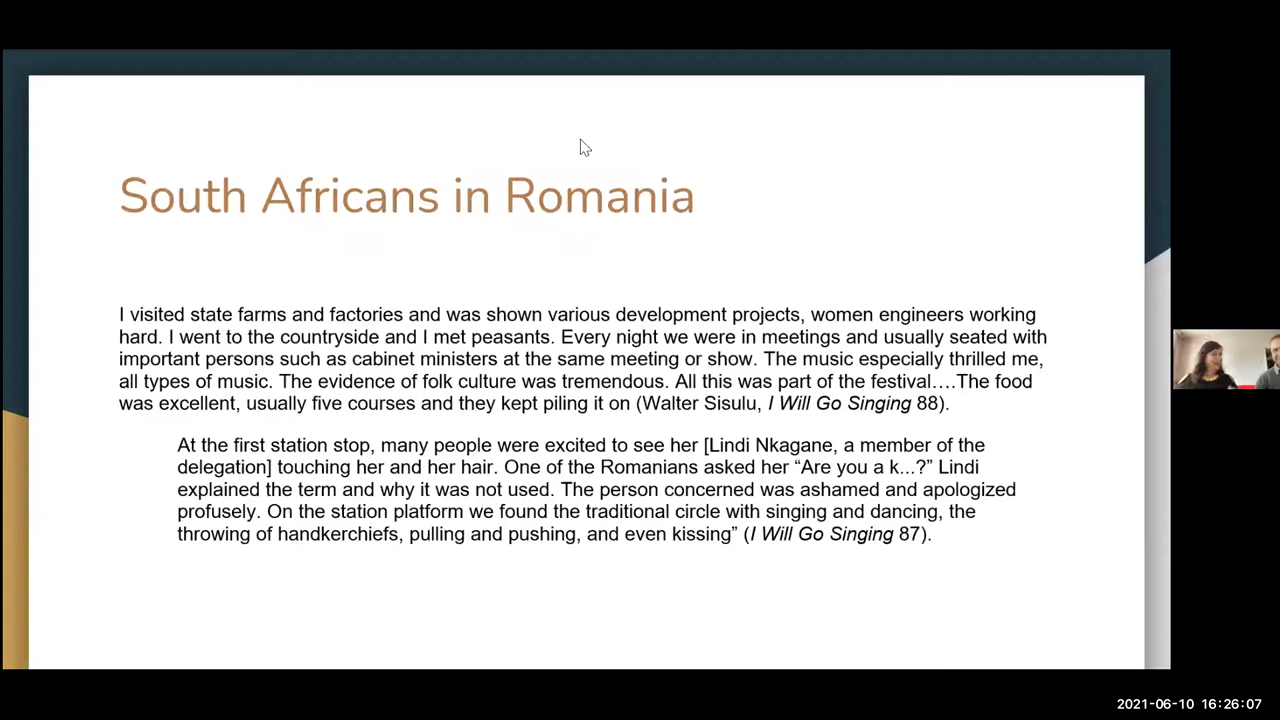 South Africans in Romania
I visited state farms and factories and was shown various development projects, women engineers working
hard. I went to the countryside and I met peasants. Every night we were in meetings and usually seated with
important persons such as cabinet ministers at the same meeting or show. The music especially thrilled me,
all types of music. The evidence of folk culture was tremendous. All this was part of the festival….The food
was excellent, usually five courses and they kept piling it on (Walter Sisulu, I Will Go Singing 88).
At the first station stop, many people were excited to see her [Lindi Nkagane, a member of the
delegation] touching her and her hair. One of the Romanians asked her “Are you a k...?” Lindi
explained the term and why it was not used. The person concerned was ashamed and apologized
profusely. On the station platform we found the traditional circle with singing and dancing, the
throwing of handkerchiefs, pulling and pushing, and even kissing” (I Will Go Singing 87).
2021-06-10 16:26:07